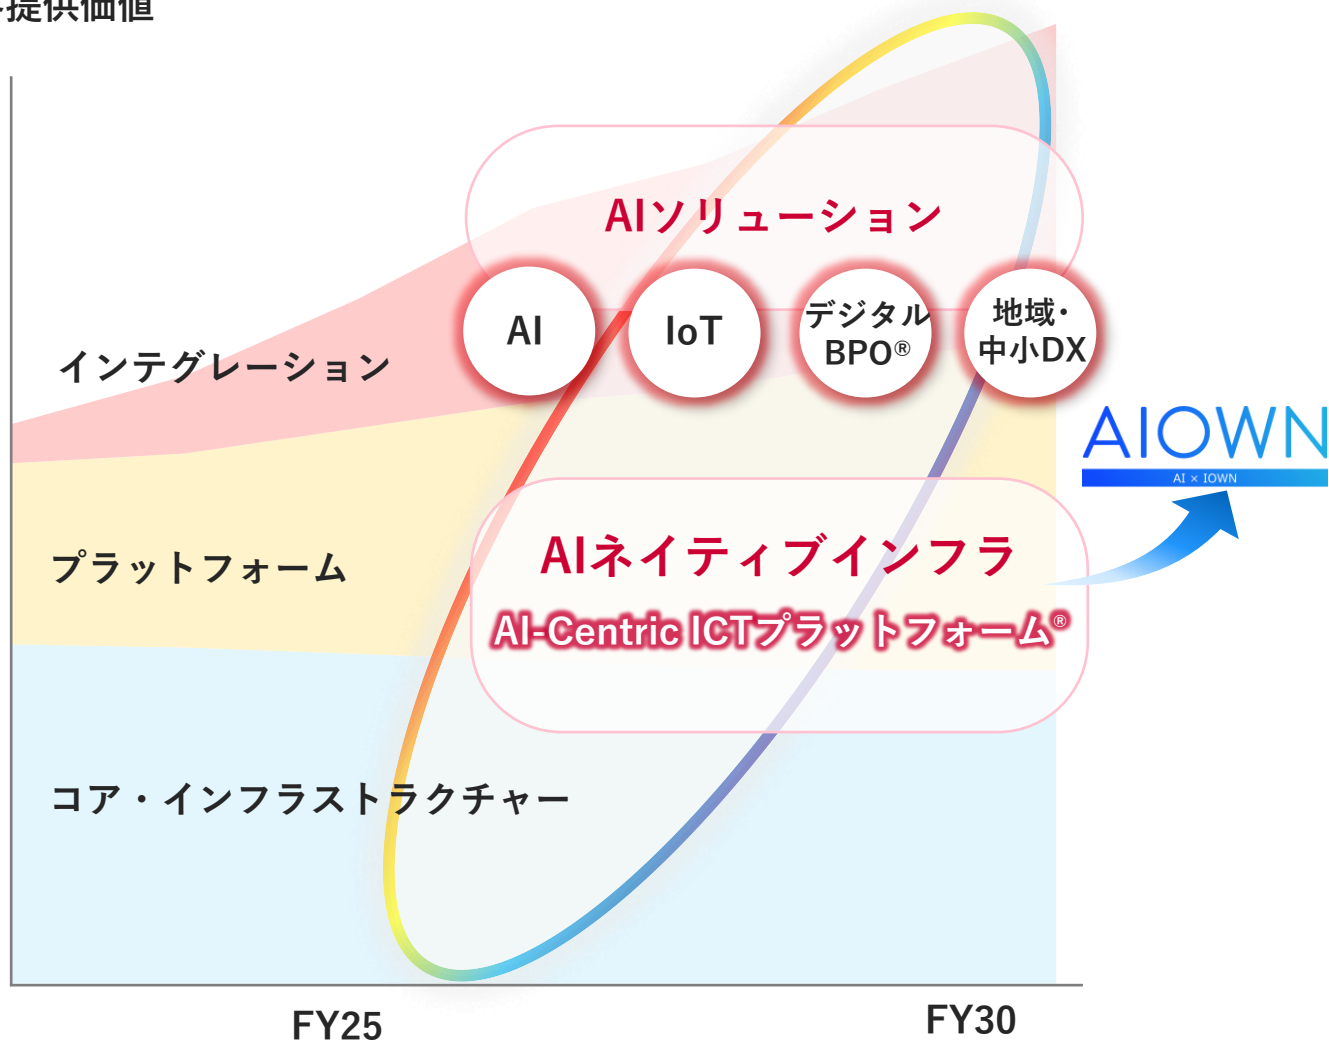 提供価値
AIソリューション
AI
IoT
デジタル
BPO®
地域・
中小DX
インテグレーション
AIOWN
AI × IOWN
プラットフォーム
AIネイティブインフラ
AI-Centric ICTプラットフォーム®
コア・インフラストラクチャー
FY25
FY30